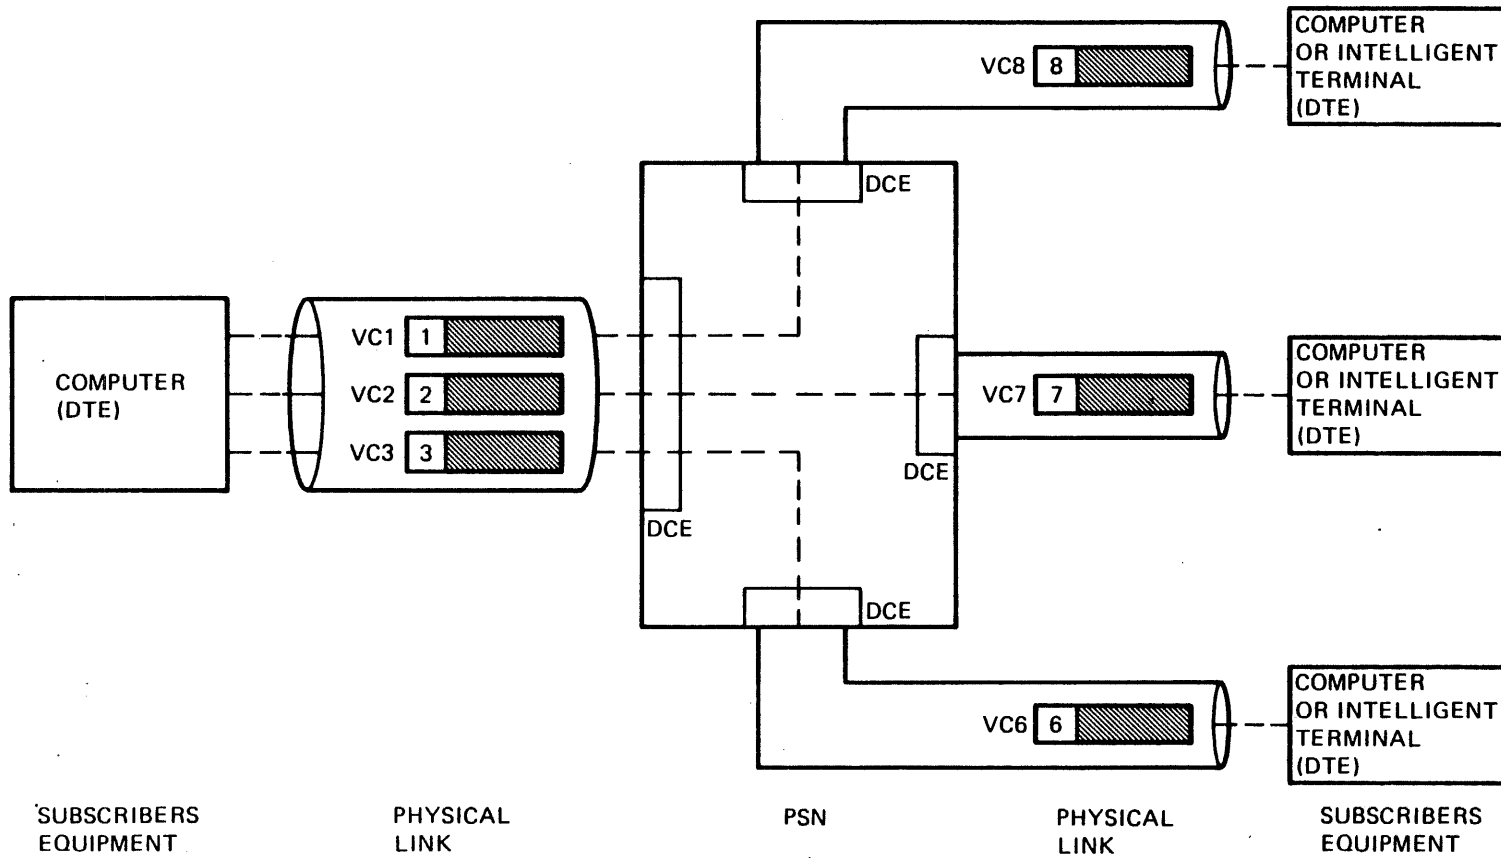 COMPUTER
OR INTELLIGENT
TERMINAL
(DTE)
VC8 8
DCE
COMPUTER
(DTE)
VC1 1
VC2 2
VC3 3
DCE
DCE
VC7 7
COMPUTER
OR INTELLIGENT
TERMINAL
(DTE)
DCE
VC6 6
COMPUTER
OR INTELLIGENT
TERMINAL
(DTE)
SUBSCRIBERS
EQUIPMENT
PHYSICAL
LINK
PSN
PHYSICAL
LINK
SUBSCRIBERS
EQUIPMENT